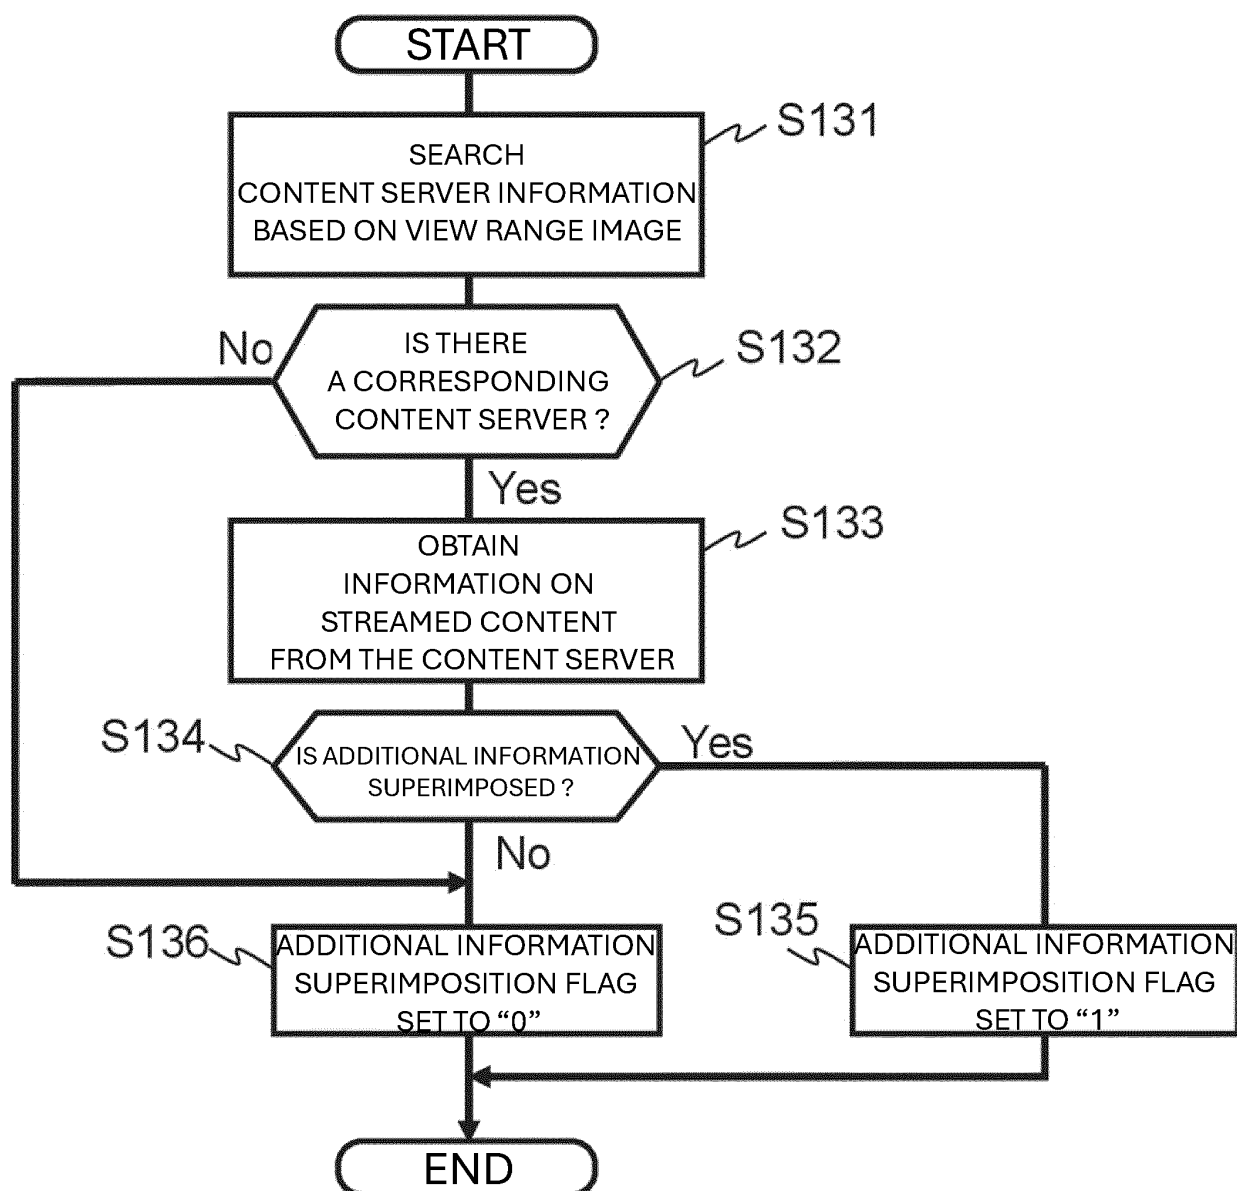 START
S131
SEARCH
CONTENT SERVER INFORMATION
BASED ON VIEW RANGE IMAGE
No
IS THERE
A CORRESPONDING
CONTENT SERVER ?
S132
Yes
S133
OBTAIN
INFORMATION ON
STREAMED CONTENT
FROM THE CONTENT SERVER
S134
IS ADDITIONAL INFORMATION
SUPERIMPOSED ?
Yes
No
S136
ADDITIONAL INFORMATION
SUPERIMPOSITION FLAG
SET TO “0”
S135
ADDITIONAL INFORMATION
SUPERIMPOSITION FLAG
SET TO “1”
END